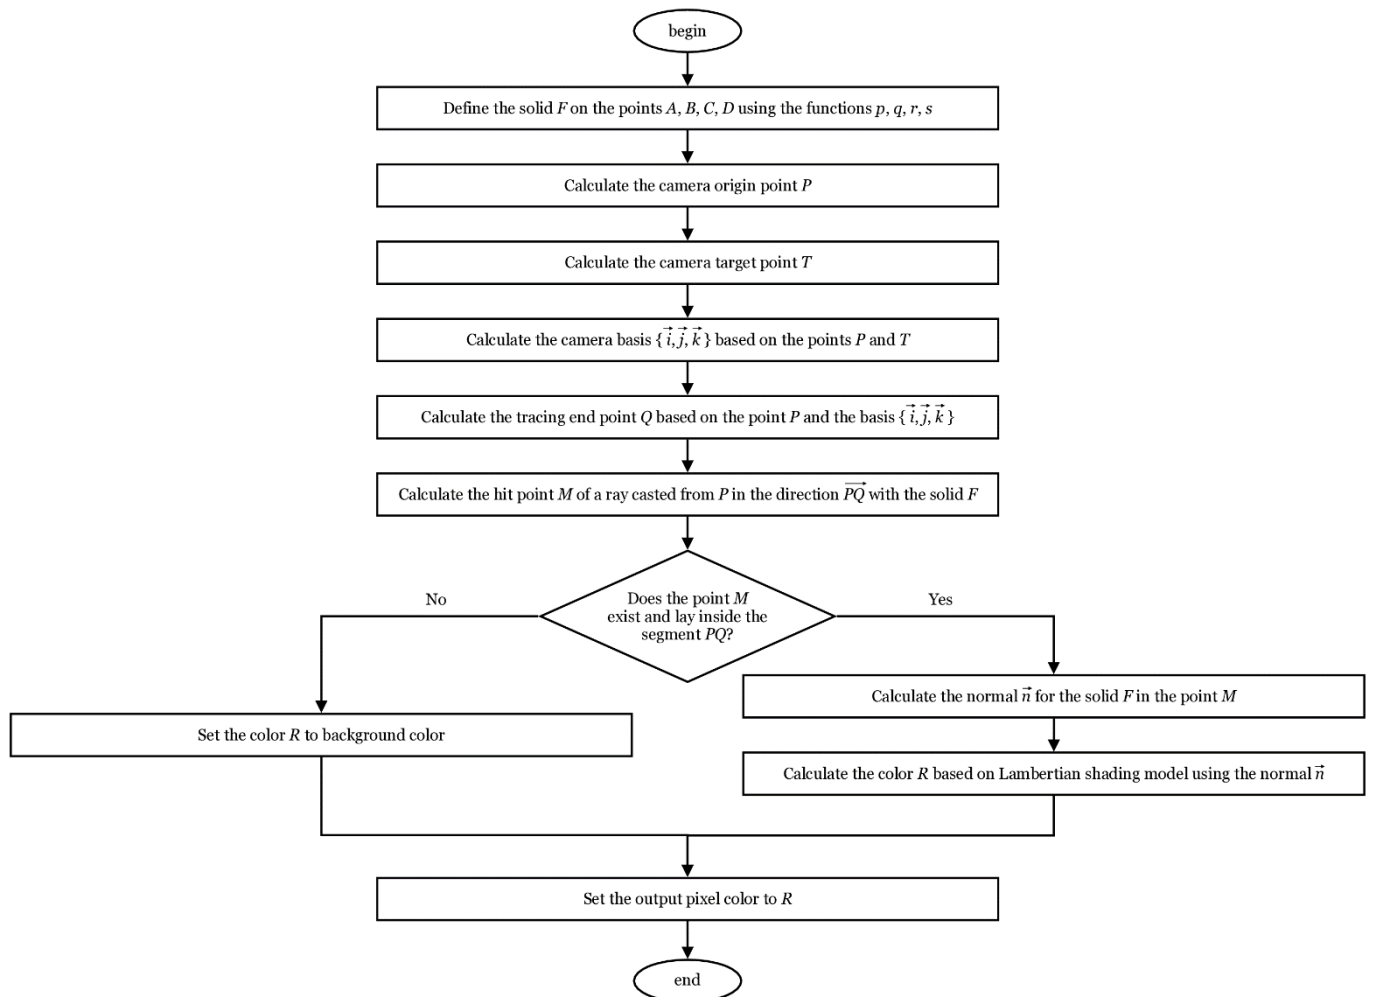 begin
Define the solid F on the points A, B, C, D using the functions p, q, r, s
Calculate the camera origin point P
Calculate the camera target point T
Calculate the camera basis {i⃗, j⃗, k⃗} based on the points P and T
Calculate the tracing end point Q based on the point P and the basis {i⃗, j⃗, k⃗}
Calculate the hit point M of a ray casted from P in the direction P⃗Q⃗ with the solid F
Does the point M
exist and lay inside the
segment PQ?
No
Yes
Calculate the normal n⃗ for the solid F in the point M
Set the color R to background color
Calculate the color R based on Lambertian shading model using the normal n⃗
Set the output pixel color to R
end